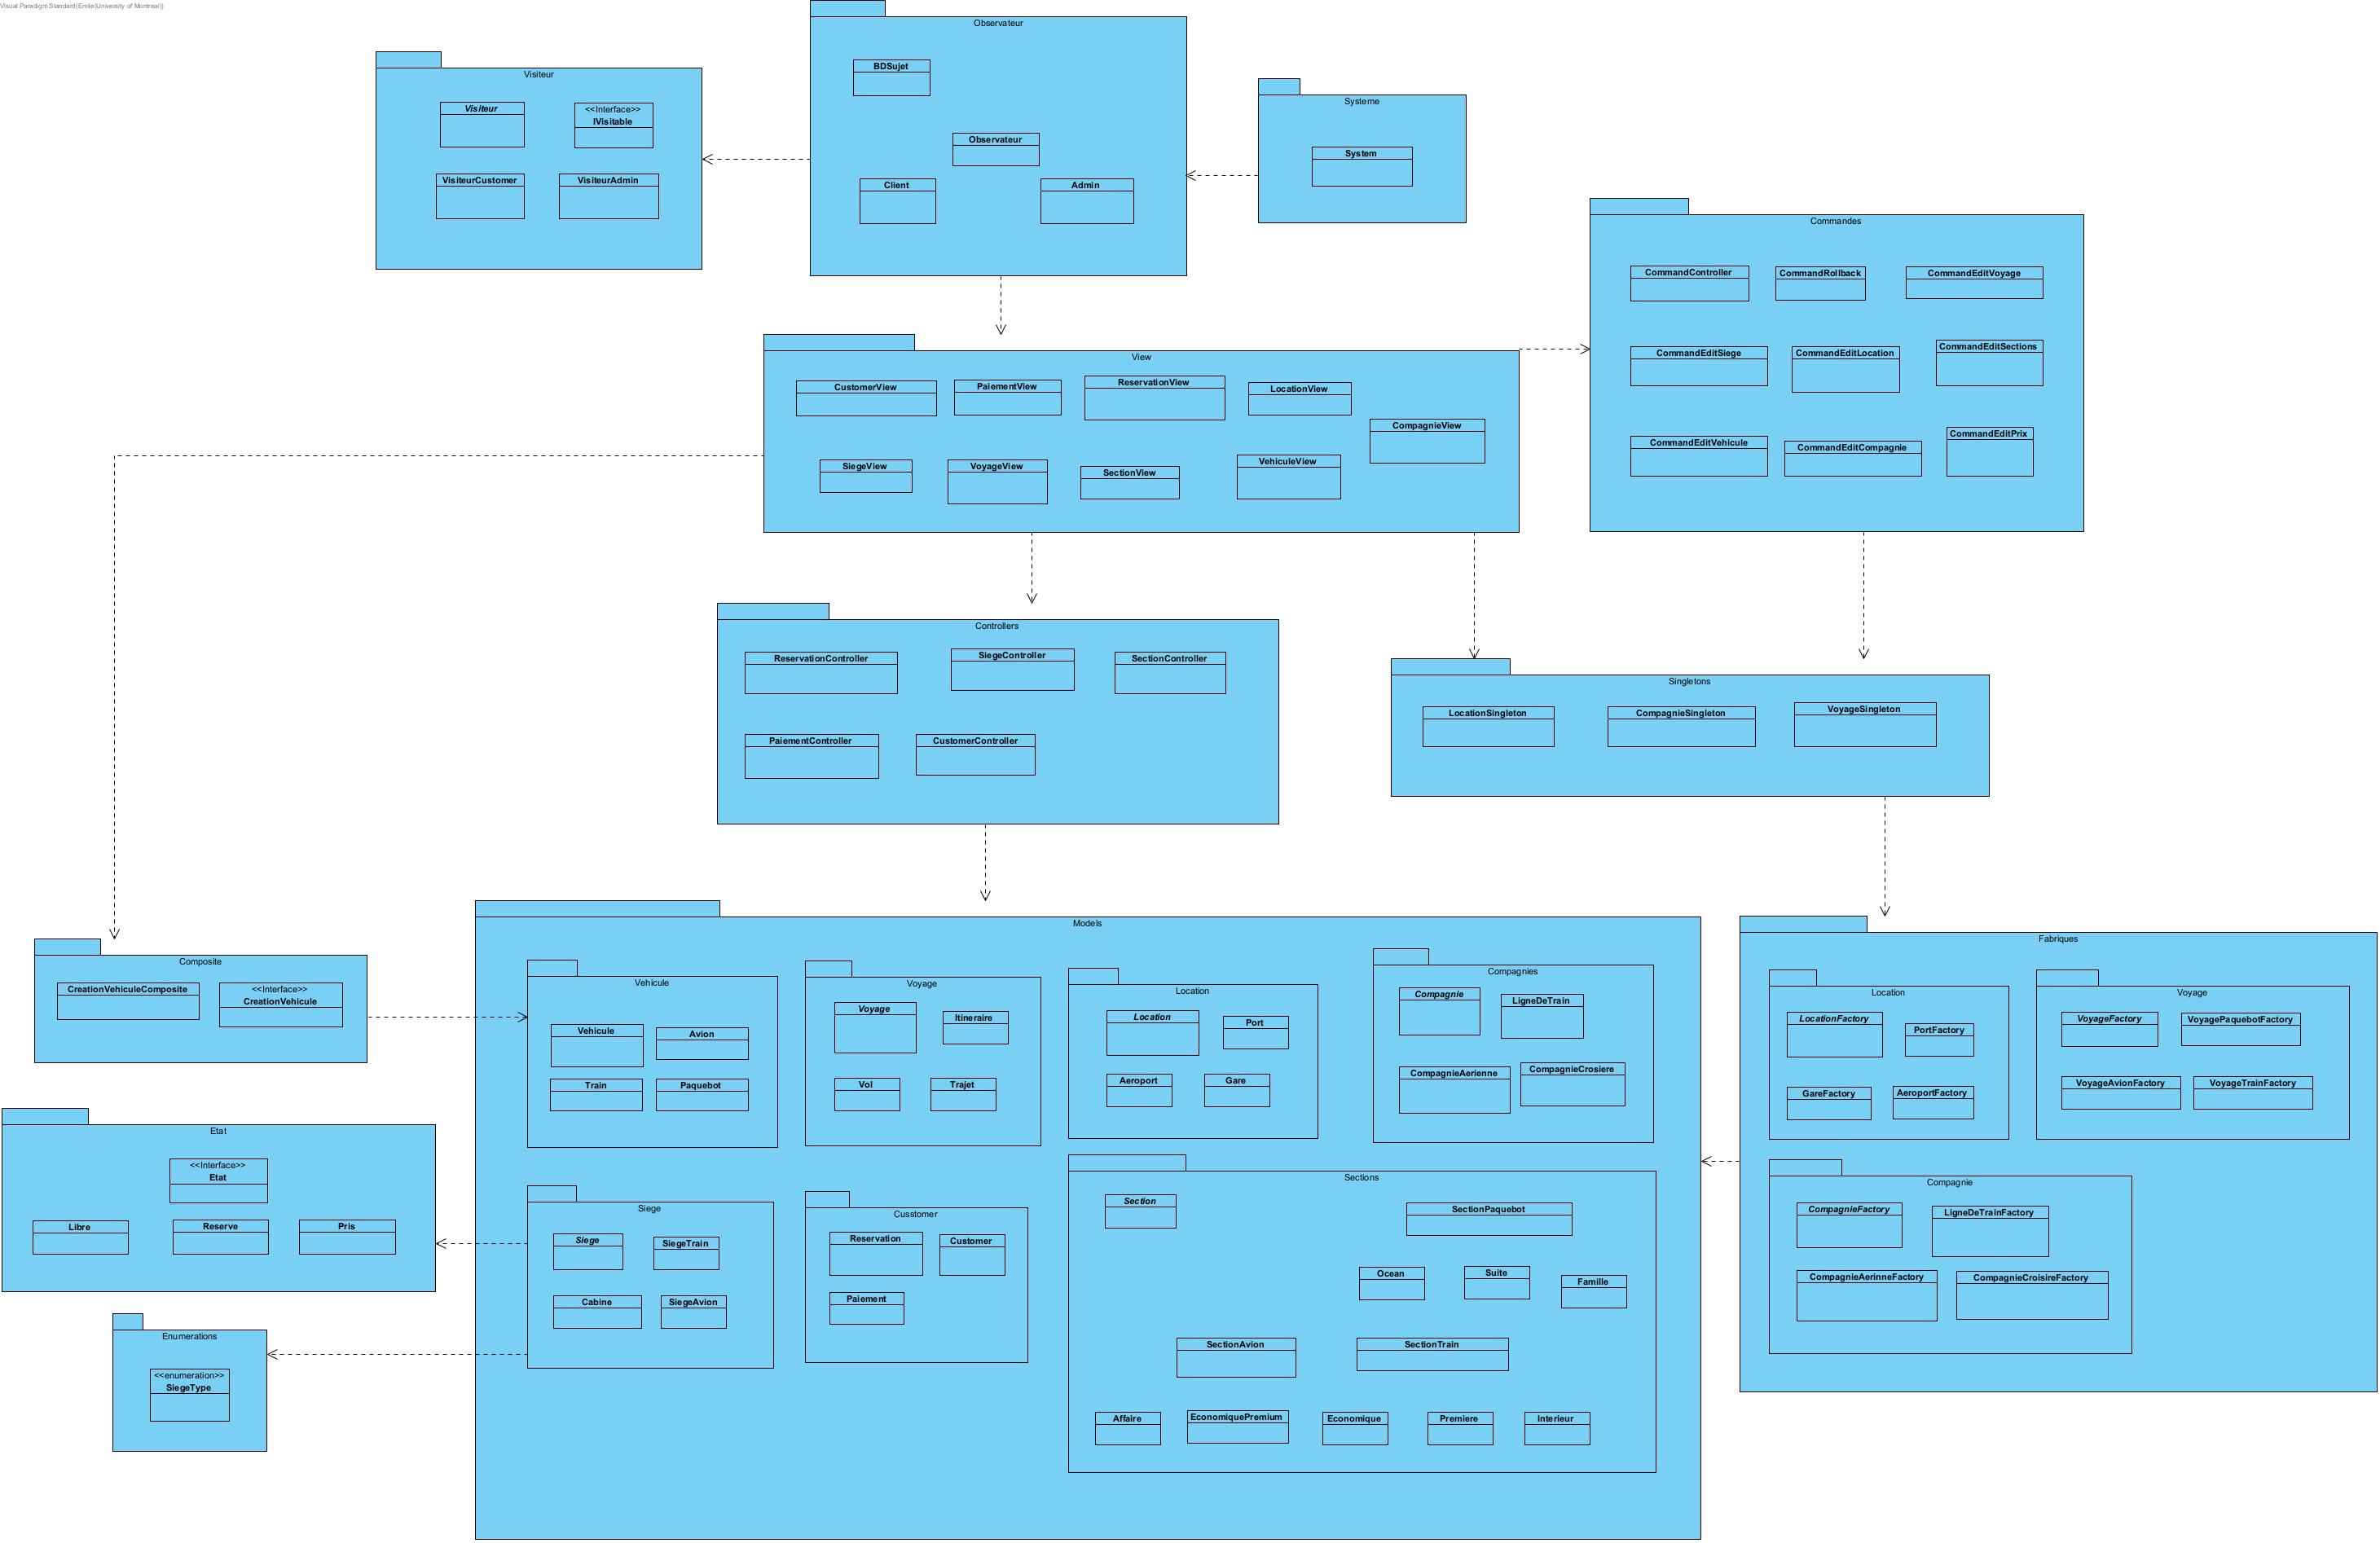 Visual Paradigm Standard(Emile(University of Montreal))
Observateur
BDSujet
Observateur
Client
Admin
Visiteur
Visiteur
<<Interface>>
IVisitable
VisiteurCustomer
VisiteurAdmin
Systeme
System
Commandes
CommandController
CommandRollback
CommandEditVoyage
CommandEditSiege
CommandEditLocation
CommandEditSections
CommandEditVehicule
CommandEditCompagnie
CommandEditPrix
View
CustomerView
PaiementView
ReservationView
LocationView
CompagnieView
SiegeView
VoyageView
SectionView
VehiculeView
Controllers
ReservationController
SiegeController
SectionController
PaiementController
CustomerController
Singletons
LocationSingleton
CompagnieSingleton
VoyageSingleton
Composite
CreationVehiculeComposite
<<Interface>>
CreationVehicule
Etat
<<Interface>>
Etat
Libre
Reserve
Pris
Enumerations
<<enumeration>>
SiegeType
Models
Vehicule
Vehicule
Avion
Train
Paquebot
Voyage
Voyage
Itineraire
Vol
Trajet
Location
Location
Port
Aeroport
Gare
Compagnies
Compagnie
LigneDeTrain
CompagnieAerienne
CompagnieCrosiere
Siege
Siege
SiegeTrain
Cabine
SiegeAvion
Cusstomer
Reservation
Customer
Paiement
Sections
Section
SectionPaquebot
Ocean
Suite
Famille
SectionAvion
SectionTrain
Affaire
EconomiquePremium
Economique
Premiere
Interieur
Fabriques
Location
LocationFactory
PortFactory
GareFactory
AeroportFactory
Voyage
VoyageFactory
VoyagePaquebotFactory
VoyageAvionFactory
VoyageTrainFactory
Compagnie
CompagnieFactory
LigneDeTrainFactory
CompagnieAerinneFactory
CompagnieCroisireFactory